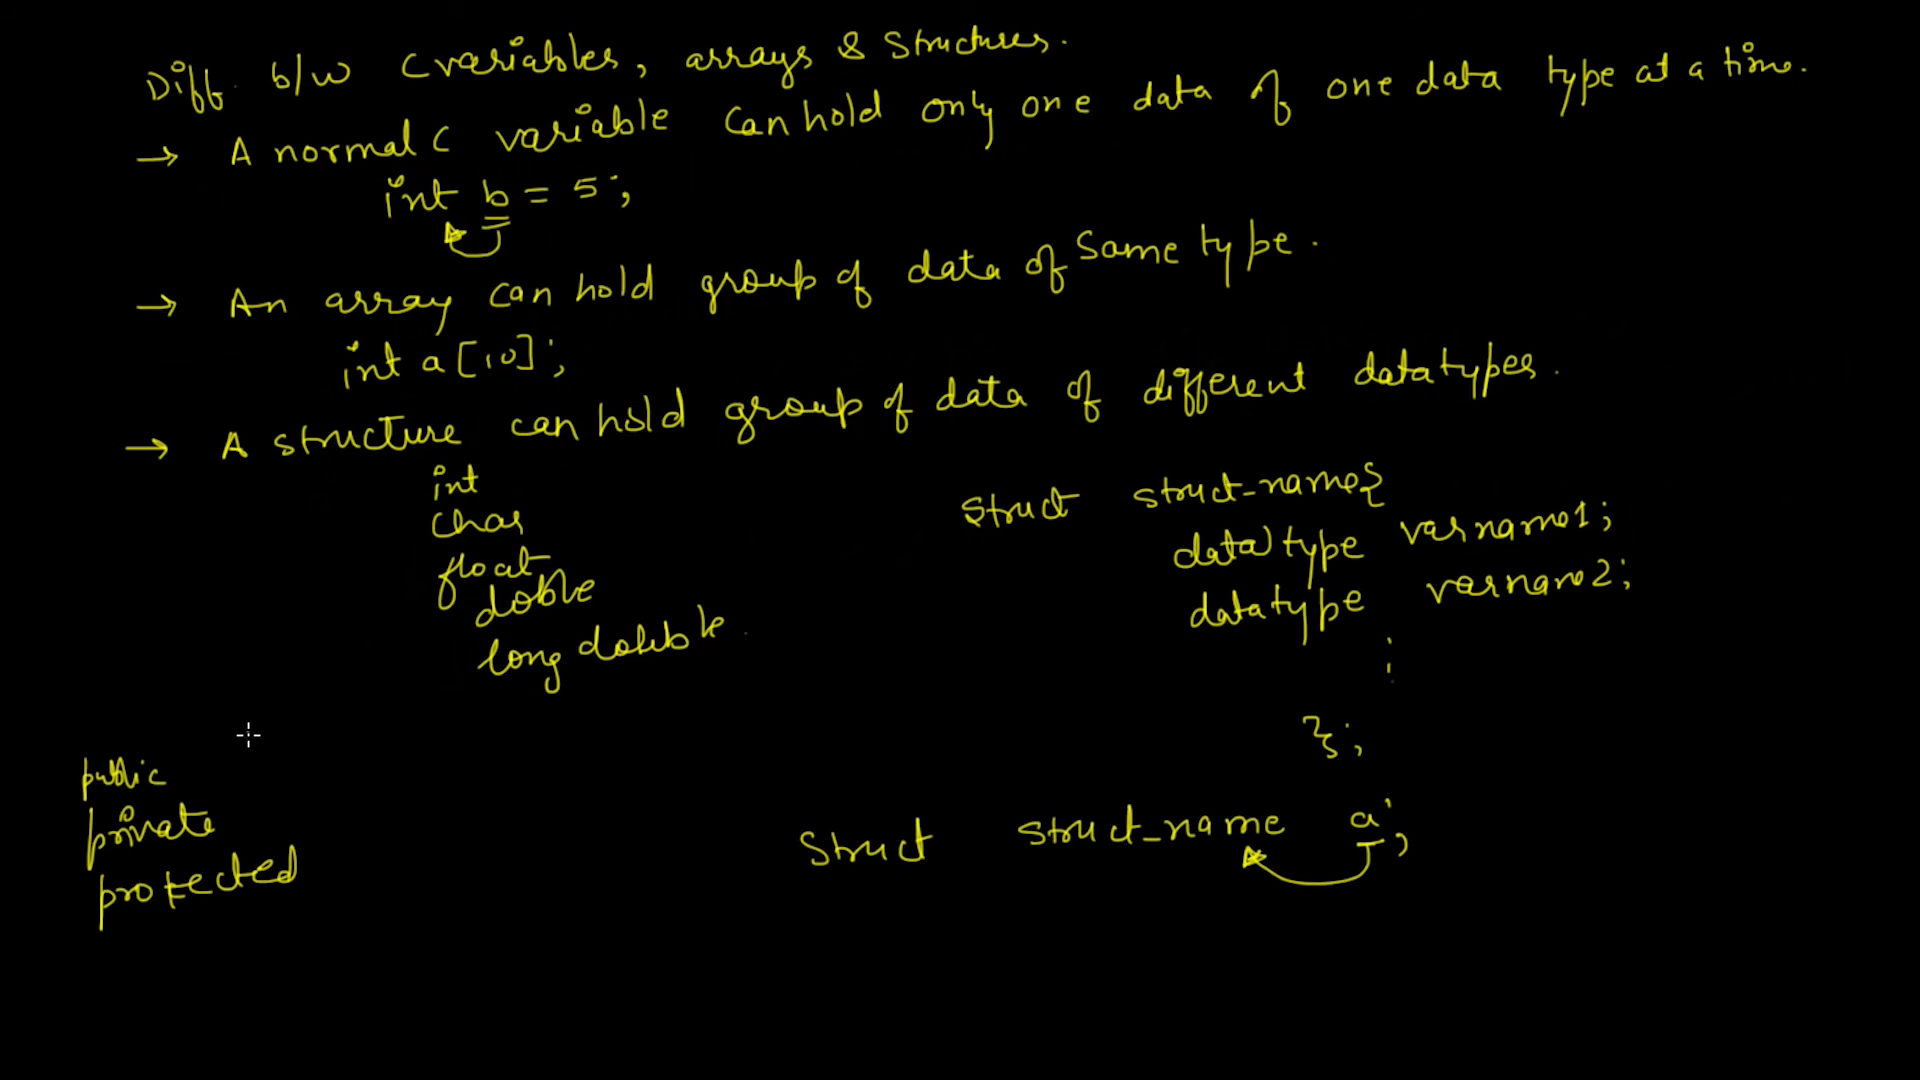 Diff. b/w C variables, arrays & structures.
→ A normal C variable can hold only one data of one data type at a time.
int b = 5;
→ An array can hold group of data of same type.
int a[10];
→ A structure can hold group of data of different datatypes.
int
char
float
doble
long double
struct struct_name{
datatype varname1;
datatype varname2;
};
struct struct_name a;
public
private
protected